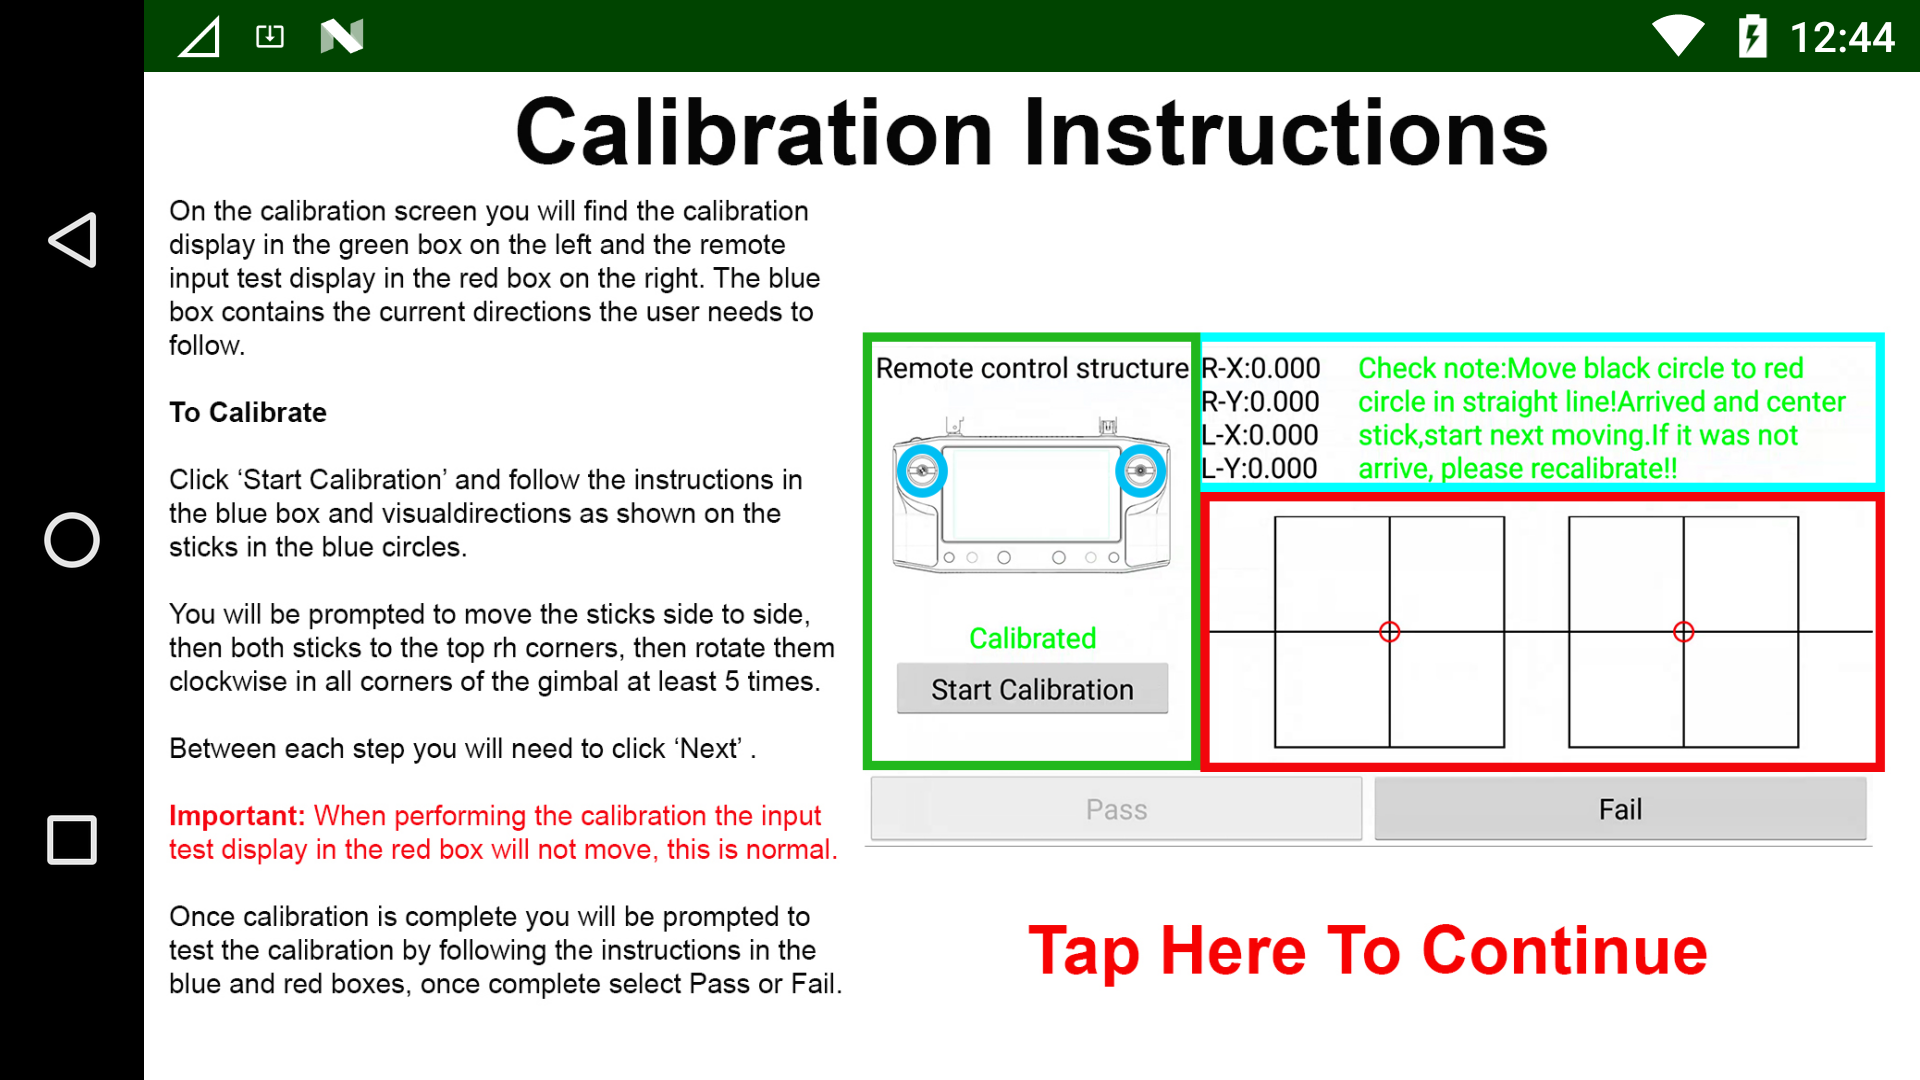 12:44
Calibration Instructions
On the calibration screen you will find the calibration
display in the green box on the left and the remote
input test display in the red box on the right. The blue
box contains the current directions the user needs to
follow.
To Calibrate
Click ‘Start Calibration’ and follow the instructions in
the blue box and visualdirections as shown on the
sticks in the blue circles.
You will be prompted to move the sticks side to side,
then both sticks to the top rh corners, then rotate them
clockwise in all corners of the gimbal at least 5 times.
Between each step you will need to click ‘Next’ .
Important: When performing the calibration the input
test display in the red box will not move, this is normal.
Once calibration is complete you will be prompted to
test the calibration by following the instructions in the
blue and red boxes, once complete select Pass or Fail.
Remote control structure
Calibrated
Start Calibration
R-X:0.000
R-Y:0.000
L-X:0.000
L-Y:0.000
Check note:Move black circle to red
circle in straight line!Arrived and center
stick,start next moving.If it was not
arrive, please recalibrate!!
Pass
Fail
Tap Here To Continue